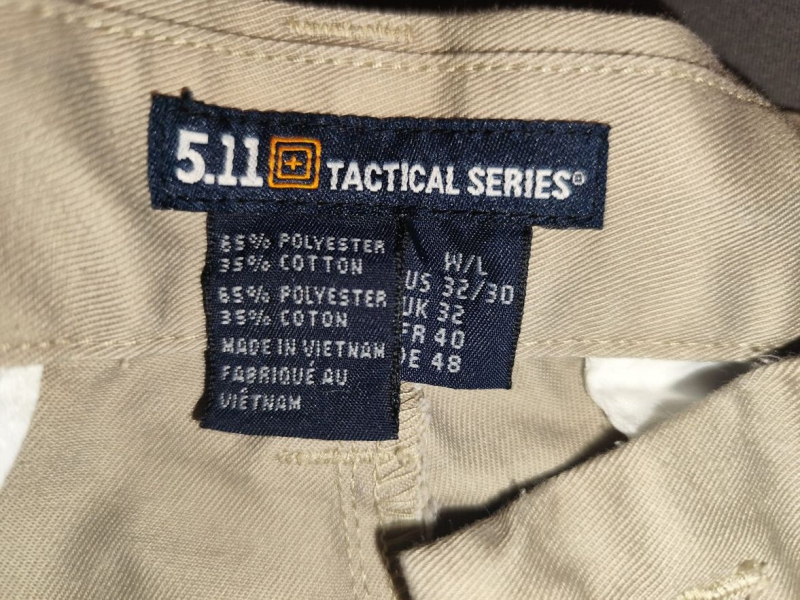 5.11 TACTICAL SERIES®
65% POLYESTER
35% COTTON
65% POLYESTER
35% COTON
MADE IN VIETNAM
FABRIQUÉ AU
VIÉTNAM
W/L
US 32/30
UK 32
FR 40
DE 48